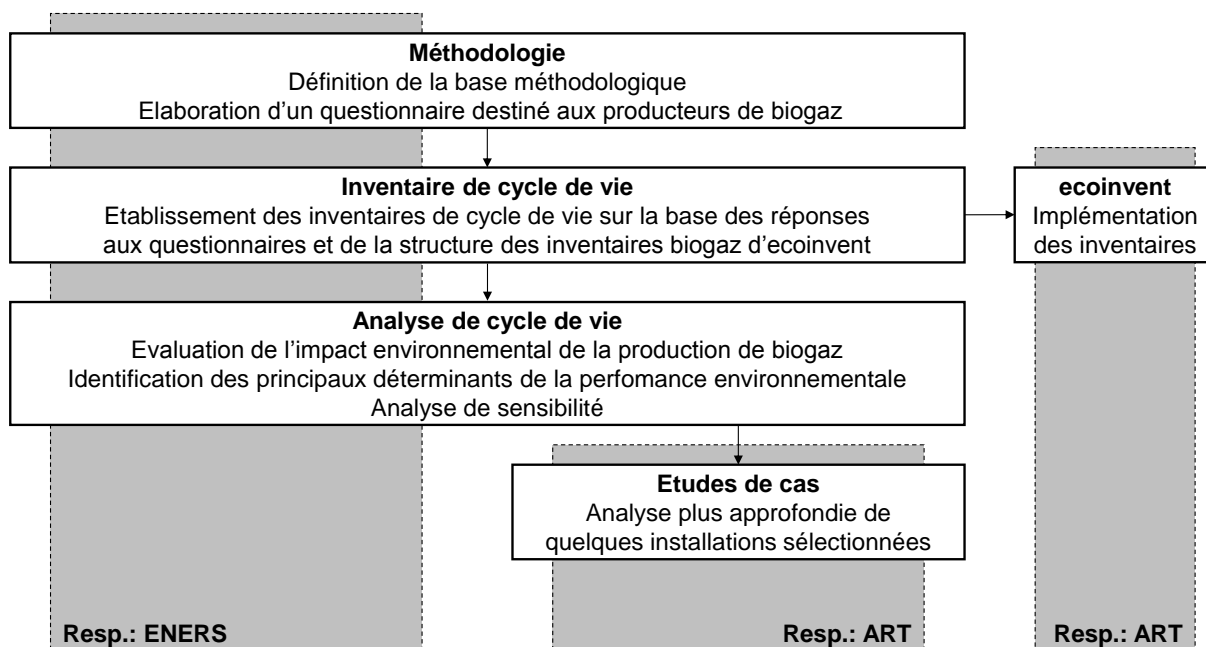 Méthodologie
Définition de la base méthodologique
Elaboration d'un questionnaire destiné aux producteurs de biogaz
Inventaire de cycle de vie
Etablissement des inventaires de cycle de vie sur la base des réponses
aux questionnaires et de la structure des inventaires biogaz d'ecoinvent
ecoinvent
Implémentation
des inventaires
Analyse de cycle de vie
Evaluation de l'impact environnemental de la production de biogaz
Identification des principaux déterminants de la perfomance environnementale
Analyse de sensibilité
Etudes de cas
Analyse plus approfondie de
quelques installations sélectionnées
Resp.: ENERS
Resp.: ART
Resp.: ART